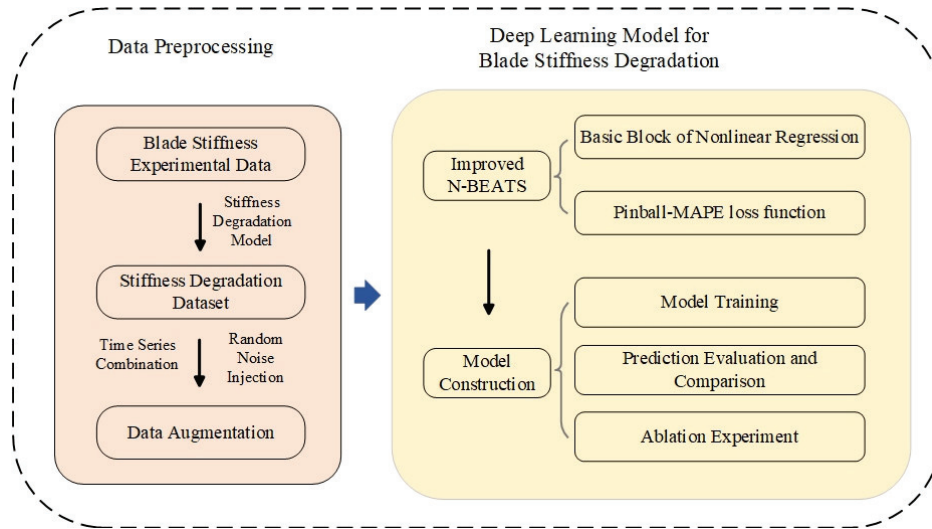 Data Preprocessing
Blade Stiffness
Experimental Data
Stiffness
Degradation
Model
Stiffness Degradation
Dataset
Time Series
Combination
Random
Noise
Injection
Data Augmentation
Deep Learning Model for
Blade Stiffness Degradation
Improved
N-BEATS
Basic Block of Nonlinear Regression
Pinball-MAPE loss function
Model
Construction
Model Training
Prediction Evaluation and
Comparison
Ablation Experiment